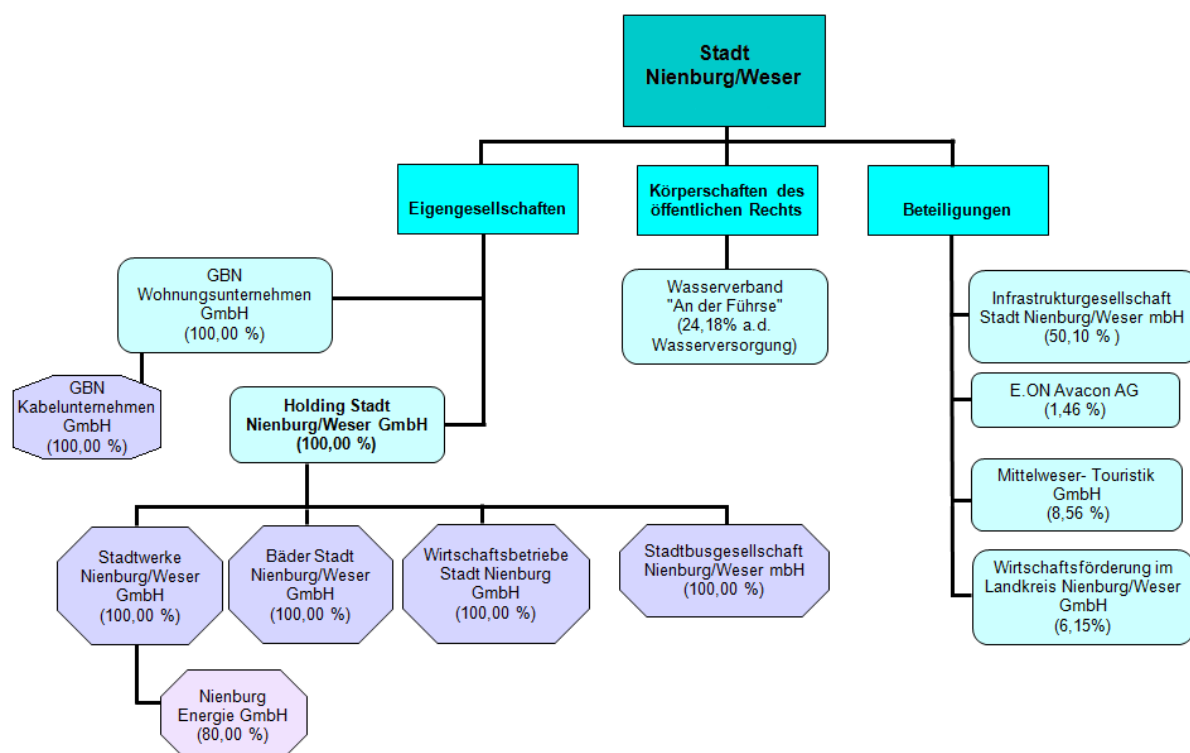 Stadt
Nienburg/Weser
Eigengesellschaften
Körperschaften des
öffentlichen Rechts
Beteiligungen
GBN
Wohnungsunternehmen
GmbH
(100,00 %)
Wasserverband
"An der Führse"
(24,18% a.d.
Wasserversorgung)
Infrastrukturgesellschaft
Stadt Nienburg/Weser mbH
(50,10 % )
GBN
Kabelunternehmen
GmbH
(100,00 %)
Holding Stadt
Nienburg/Weser GmbH
(100,00 %)
E.ON Avacon AG
(1,46 %)
Mittelweser- Touristik
GmbH
(8,56 %)
Stadtwerke
Nienburg/Weser
GmbH
(100,00 %)
Bäder Stadt
Nienburg/Weser
GmbH
(100,00 %)
Wirtschaftsbetriebe
Stadt Nienburg
GmbH
(100,00 %)
Stadtbusgesellschaft
Nienburg/Weser mbH
(100,00 %)
Wirtschaftsförderung im
Landkreis Nienburg/Weser
GmbH
(6,15%)
Nienburg
Energie GmbH
(80,00 %)